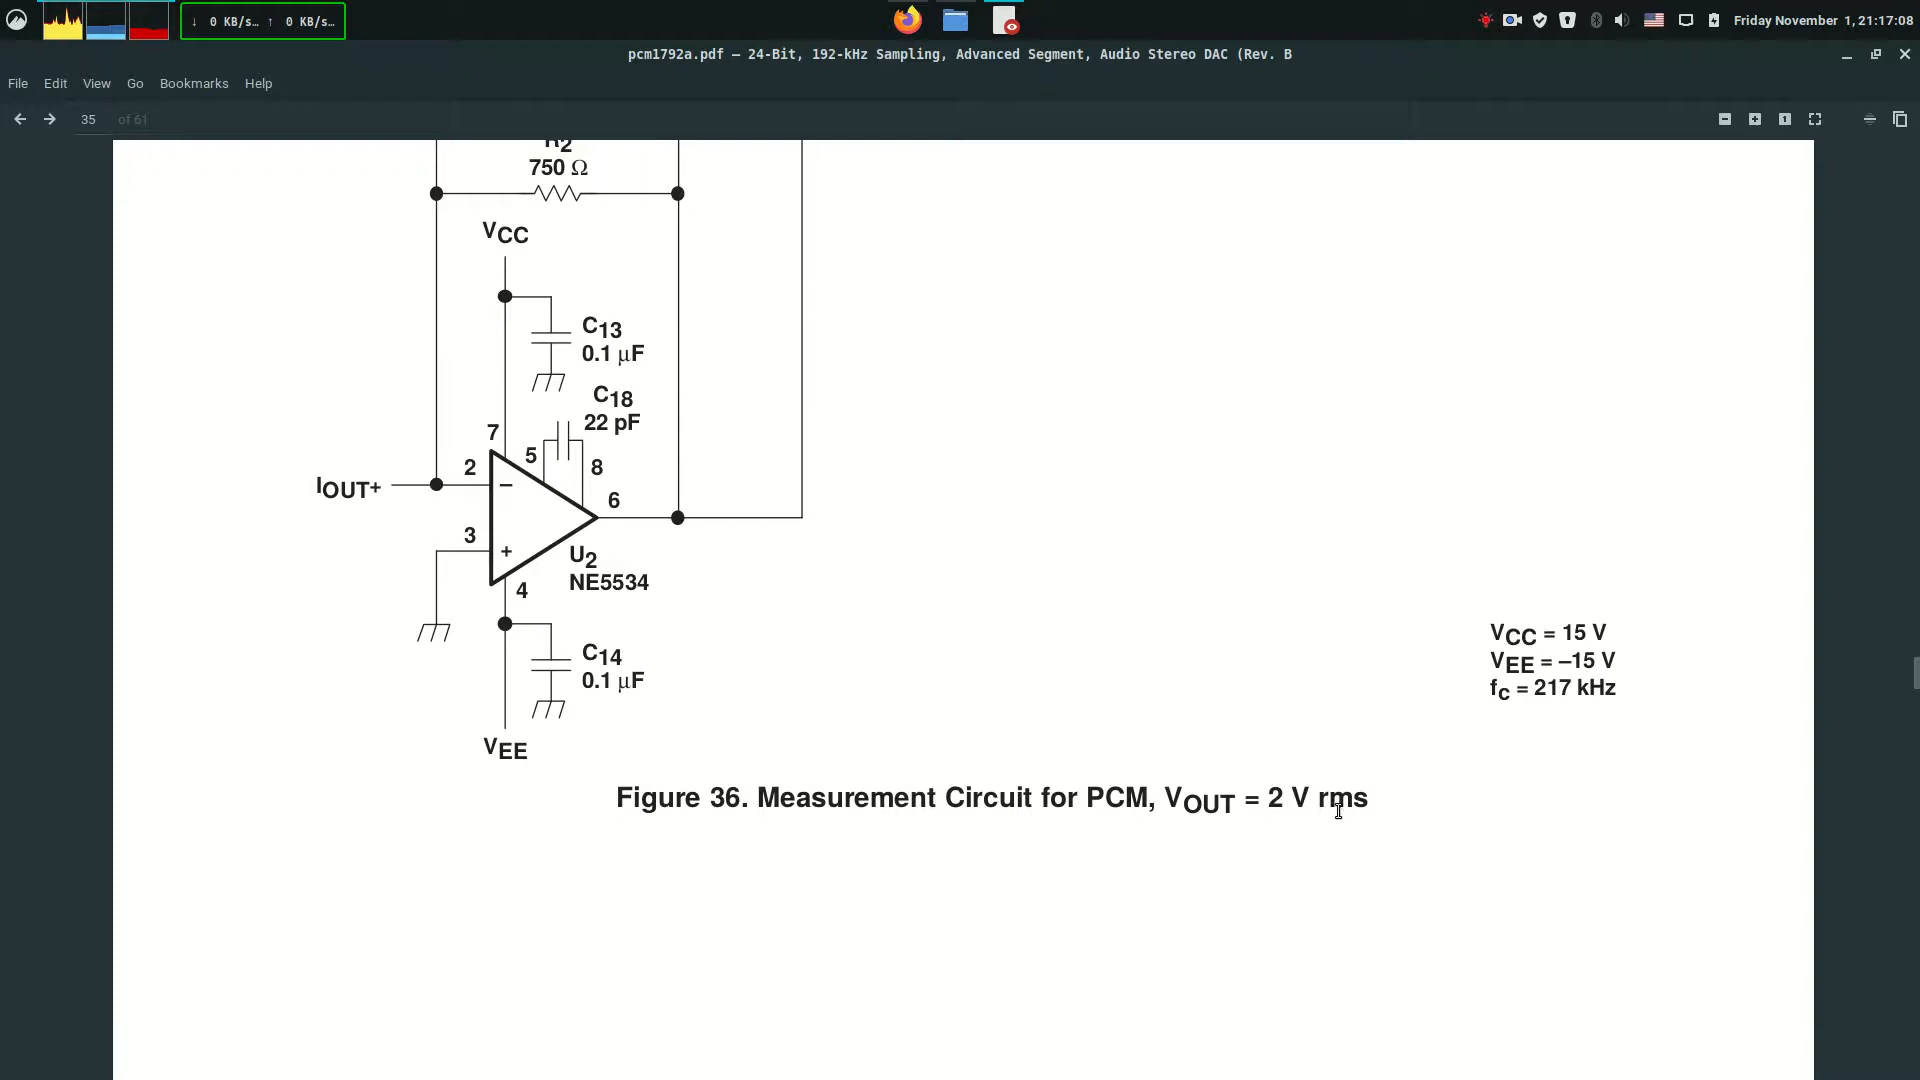 ↓ 0 KB/s… ↑ 0 KB/s…
Friday November 1, 21:17:08
pcm1792a.pdf — 24-Bit, 192-kHz Sampling, Advanced Segment, Audio Stereo DAC (Rev. B
File Edit View Go Bookmarks Help
35 of 61
1
R2
750 Ω
VCC
C13
0.1 μF
C18
22 pF
7
5
2
8
IOUT+
−
6
3
+
U2
NE5534
4
C14
0.1 μF
VCC = 15 V
VEE = –15 V
fc = 217 kHz
VEE
Figure 36. Measurement Circuit for PCM, VOUT = 2 V rms